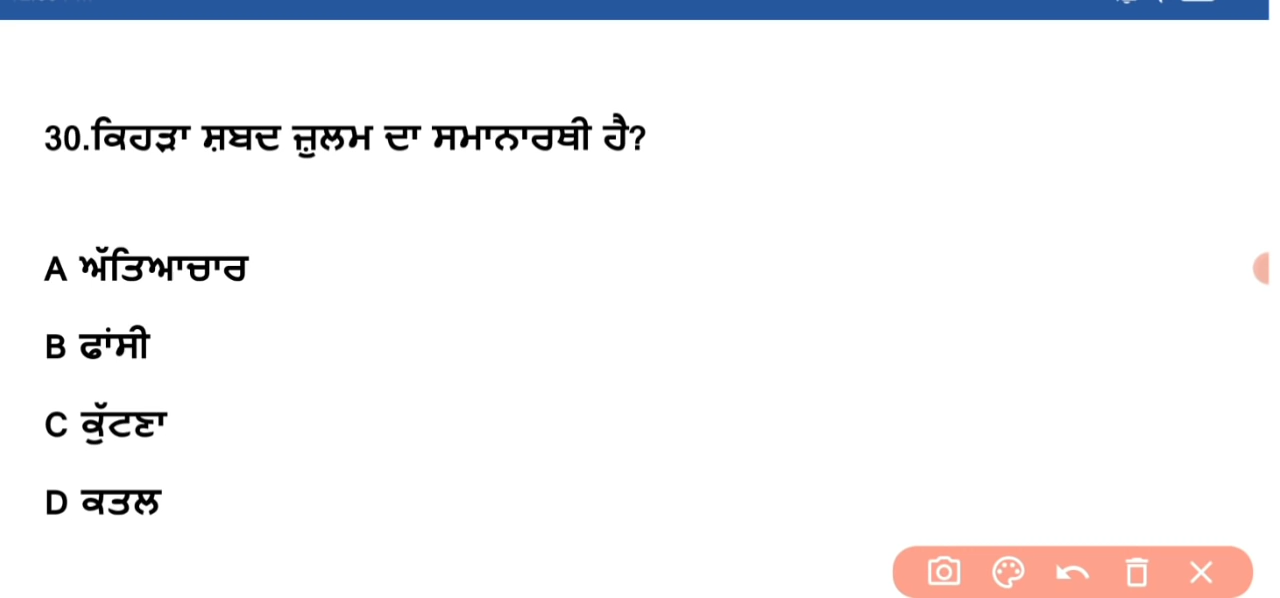 30.ਕਿਹੜਾ ਸ਼ਬਦ ਜ਼ੁਲਮ ਦਾ ਸਮਾਨਾਰਥੀ ਹੈ?
A ਅੱਤਿਆਚਾਰ
B ਫਾਂਸੀ
C ਕੁੱਟਣਾ
D ਕਤਲ